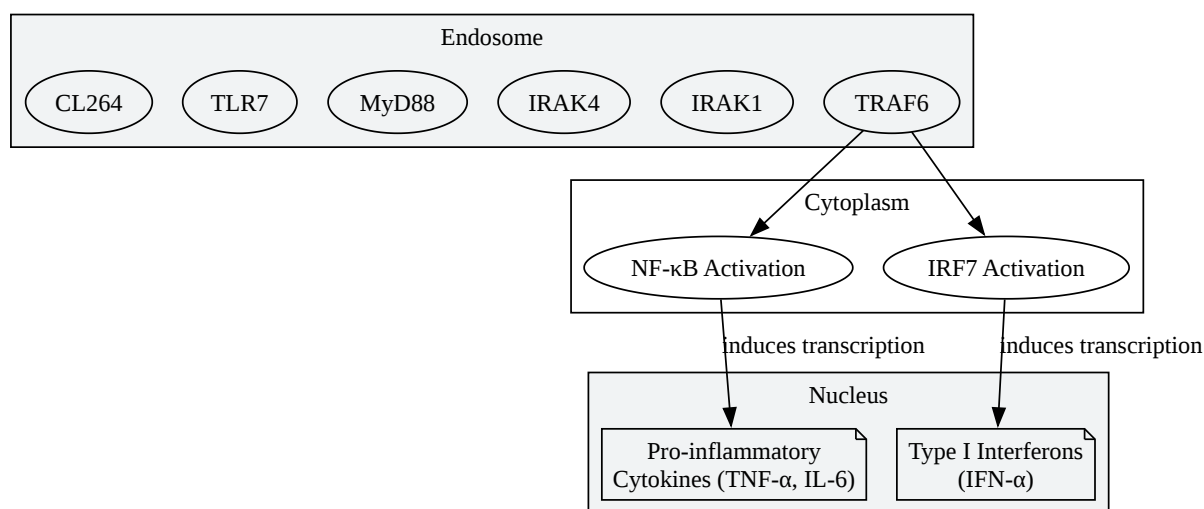 Endosome
CL264
TLR7
MyD88
IRAK4
IRAK1
TRAF6
Cytoplasm
NF-κB Activation
IRF7 Activation
induces transcription
induces transcription
Nucleus
Pro-inflammatory
Cytokines (TNF-α, IL-6)
Type I Interferons
(IFN-α)